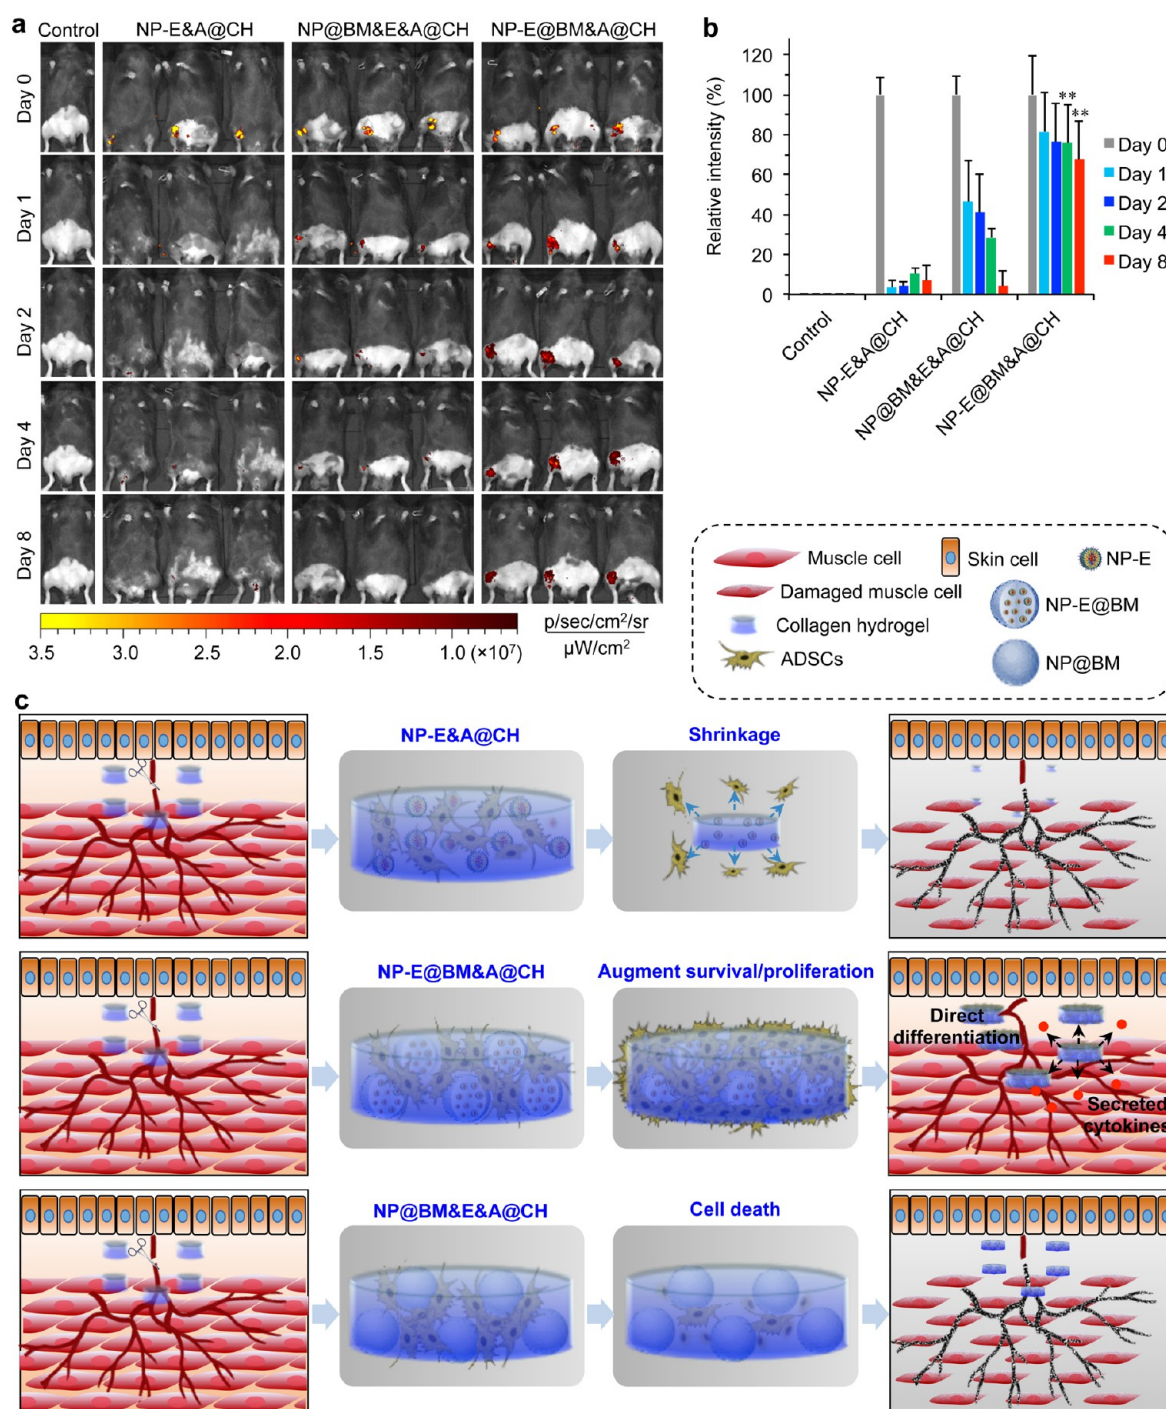 a
Control
NP-E&A@CH
NP@BM&E&A@CH
NP-E@BM&A@CH
Day 0
Day 1
Day 2
Day 4
Day 8
3.5
3.0
2.5
2.0
1.5
1.0 (×10⁷)
p/sec/cm²/sr
µW/cm²
b
Relative intensity (%)
120
100
80
60
40
20
0
**
**
Control
NP-E&A@CH
NP@BM&E&A@CH
NP-E@BM&A@CH
Day 0
Day 1
Day 2
Day 4
Day 8
Muscle cell
Skin cell
NP-E
Damaged muscle cell
NP-E@BM
Collagen hydrogel
ADSCs
NP@BM
c
NP-E&A@CH
Shrinkage
NP-E@BM&A@CH
Augment survival/proliferation
Direct
differentiation
Secreted
cytokines
NP@BM&E&A@CH
Cell death